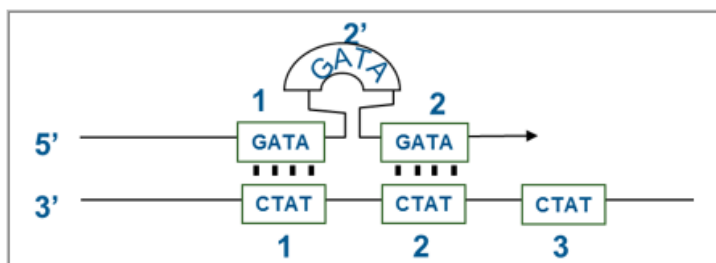 2’
GATA
1 2
5’ GATA GATA
3’ CTAT CTAT CTAT
1 2 3